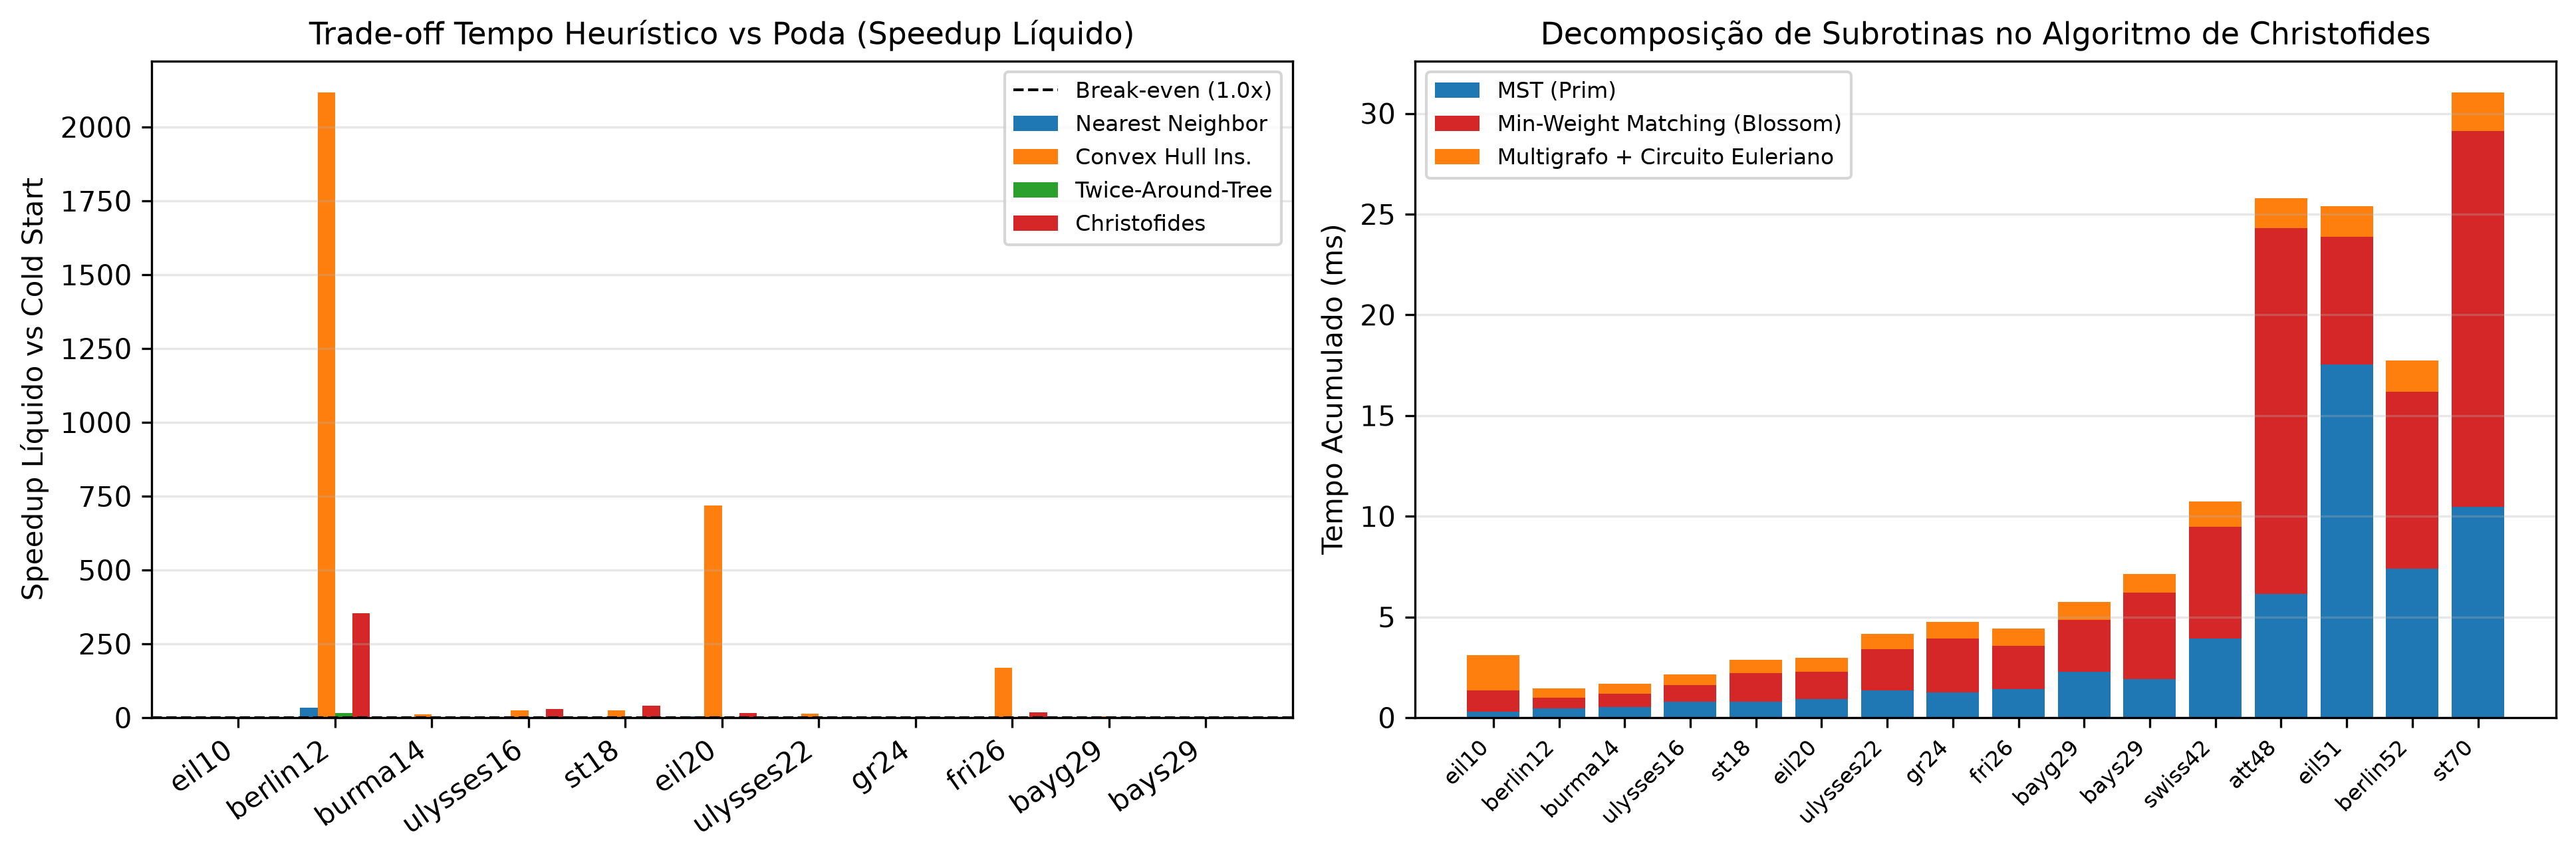 Trade-off Tempo Heurístico vs Poda (Speedup Líquido)
Speedup Líquido vs Cold Start
2000
1750
1500
1250
1000
750
500
250
0
Break-even (1.0x)
Nearest Neighbor
Convex Hull Ins.
Twice-Around-Tree
Christofides
eil10
berlin12
burma14
ulysses16
st18
eil20
ulysses22
gr24
fri26
bayg29
bays29
Decomposição de Subrotinas no Algoritmo de Christofides
Tempo Acumulado (ms)
30
25
20
15
10
5
0
MST (Prim)
Min-Weight Matching (Blossom)
Multigrafo + Circuito Euleriano
eil10
berlin12
burma14
ulysses16
st18
eil20
ulysses22
gr24
fri26
bayg29
bays29
swiss42
att48
eil51
berlin52
st70